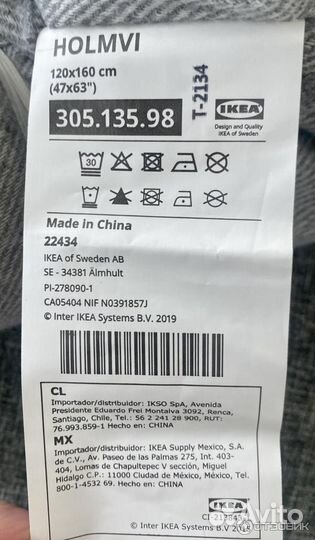 HOLMVI
120x160 cm
(47x63")
305.135.98
T-2134
IKEA
Design and Quality
IKEA of Sweden
30
Made in China
22434
IKEA of Sweden AB
SE - 34381 Älmhult
PI-278090-1
CA05404 NIF N0391857J
© Inter IKEA Systems B.V. 2019
CL
Importador/distribuidor: IKSO SpA, Avenida
Presidente Eduardo Frei Montalva 3092, Renca,
Santiago, Chile, Tel.: 56 2 241 28 900, RUT:
76.993.859-1 Hecho en: CHINA
MX
Importador/distribuidor: IKEA Supply Mexico, S.A.
de C.V., Av. Paseo de las Palmas 275, Int. 403-
404, Lomas de Chapultepec V sección, Miguel
Hidalgo C.P. 11000 Ciudad de México, México Tel.
800-1-4532 69. Hecho en: CHINA
IKEA
© Inter IKEA Systems B.V.
Avito